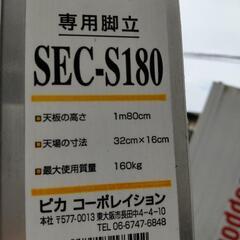 専用脚立
SEC-S180
●天板の高さ 1m80cm
●天場の寸法 32cm×16cm
●最大使用質量 160kg
ピカ コーポレイション
本社 〒577-0013 東大阪市長田中4-4-10
TEL 06-6747-6848